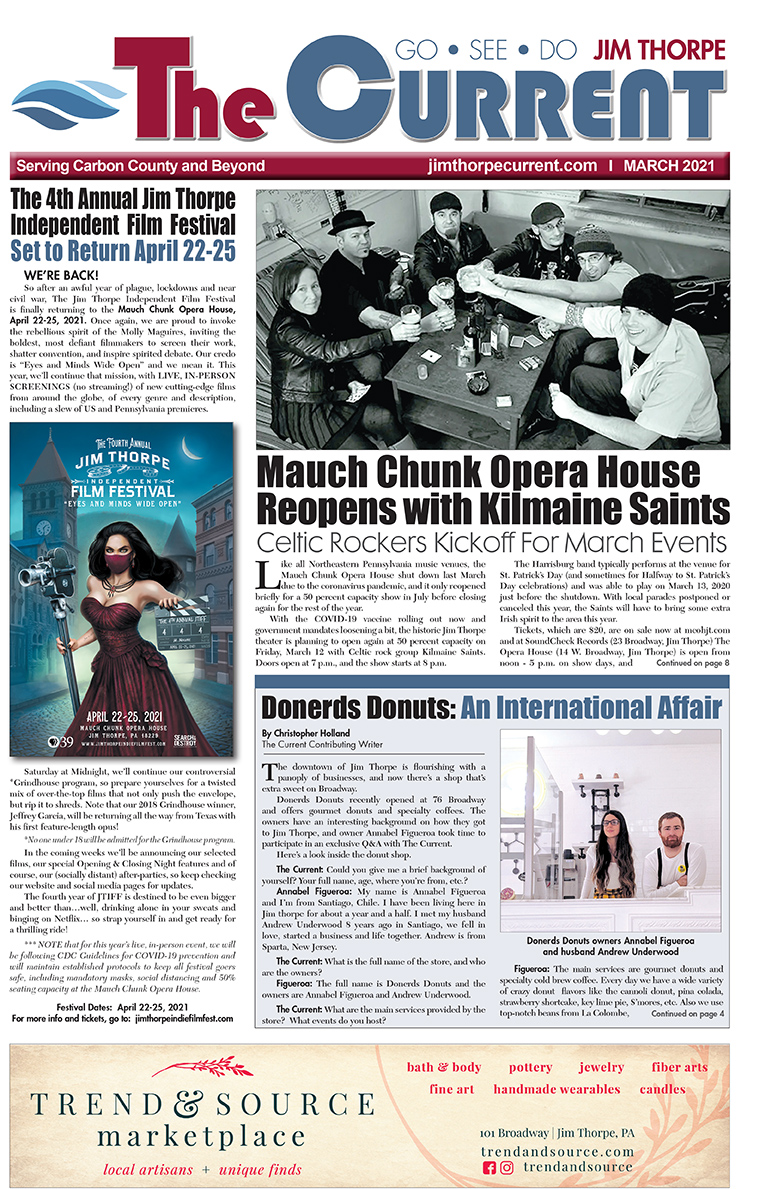 GO • SEE • DO JIM THORPE
The CURRENT
Serving Carbon County and Beyond
jimthorpecurrent.com I MARCH 2021
The 4th Annual Jim Thorpe
Independent Film Festival
Set to Return April 22-25
WE'RE BACK!
So after an awful year of plague, lockdowns and near
civil war, The Jim Thorpe Independent Film Festival
is finally returning to the Mauch Chunk Opera House,
April 22-25, 2021. Once again, we are proud to invoke
the rebellious spirit of the Molly Maguires, inviting the
boldest, most defiant filmmakers to screen their work,
shatter convention, and inspire spirited debate. Our credo
is "Eyes and Minds Wide Open" and we mean it. This
year, we'll continue that mission, with LIVE, IN-PERSON
SCREENINGS (no streaming!) of new cutting-edge films
from around the globe, of every genre and description,
including a slew of US and Pennsylvania premieres.
THE FOURTH ANNUAL
JIM THORPE
INDEPENDENT
FILM FESTIVAL
"EYES AND MINDS WIDE OPEN"
THE 4TH ANNUAL JTIFF
4 4 4
APRIL 22-25, 2021
MAUCH CHUNK OPERA HOUSE
JIM THORPE, PA 18229
WWW.JIMTHORPEINDIEFILMFEST.COM
39
SEARCH&
DESTROY
Saturday at Midnight, we'll continue our controversial
*Grindhouse program, so prepare yourselves for a twisted
mix of over-the-top films that not only push the envelope,
but rip it to shreds. Note that our 2018 Grindhouse winner,
Jeffrey Garcia, will be returning all the way from Texas with
his first feature-length opus!
*No one under 18 will be admitted for the Grindhouse program.
In the coming weeks we'll be announcing our selected
films, our special Opening & Closing Night features and of
course, our (socially distant) after-parties, so keep checking
our website and social media pages for updates.
The fourth year of JTIFF is destined to be even bigger
and better than…well, drinking alone in your sweats and
binging on Netflix… so strap yourself in and get ready for
a thrilling ride!
*** NOTE that for this year's live, in-person event, we will
be following CDC Guidelines for COVID-19 prevention and
will maintain established protocols to keep all festival goers
safe, including mandatory masks, social distancing and 50%
seating capacity at the Mauch Chunk Opera House.
Festival Dates: April 22-25, 2021
For more info and tickets, go to: jimthorpeindiefilmfest.com
Mauch Chunk Opera House
Reopens with Kilmaine Saints
Celtic Rockers Kickoff For March Events
Like all Northeastern Pennsylvania music venues, the
Mauch Chunk Opera House shut down last March
due to the coronavirus pandemic, and it only reopened
briefly for a 50 percent capacity show in July before closing
again for the rest of the year.
With the COVID-19 vaccine rolling out now and
government mandates loosening a bit, the historic Jim Thorpe
theater is planning to open again at 50 percent capacity on
Friday, March 12 with Celtic rock group Kilmaine Saints.
Doors open at 7 p.m., and the show starts at 8 p.m.
The Harrisburg band typically performs at the venue for
St. Patrick's Day (and sometimes for Halfway to St. Patrick's
Day celebrations) and was able to play on March 13, 2020
just before the shutdown. With local parades postponed or
canceled this year, the Saints will have to bring some extra
Irish spirit to the area this year.
Tickets, which are $20, are on sale now at mcohjt.com and
at SoundCheck Records (23 Broadway, Jim Thorpe) The
Opera House (14 W. Broadway, Jim Thorpe) is open from
noon - 5 p.m. on show days, and Continued on page 8
Donerds Donuts: An International Affair
By Christopher Holland
The Current Contributing Writer
The downtown of Jim Thorpe is flourishing with a
panoply of businesses, and now there's a shop that's
extra sweet on Broadway.
Donerds Donuts recently opened at 76 Broadway
and offers gourmet donuts and specialty coffees. The
owners have an interesting background on how they got
to Jim Thorpe, and owner Annabel Figueroa took time to
participate in an exclusive Q&A with The Current.
Here's a look inside the donut shop.
The Current: Could you give me a brief background of
yourself? Your full name, age, where you're from, etc.?
Annabel Figueroa: My name is Annabel Figueroa
and I'm from Santiago, Chile. I have been living here in
Jim thorpe for about a year and a half. I met my husband
Andrew Underwood 8 years ago in Santiago, we fell in
love, started a business and life together. Andrew is from
Sparta, New Jersey.
The Current: What is the full name of the store, and who
are the owners?
Figueroa: The full name is Donerds Donuts and the
owners are Annabel Figueroa and Andrew Underwood.
The Current: What are the main services provided by the
store? What events do you host?
Donerds Donuts owners Annabel Figueroa
and husband Andrew Underwood
Figueroa: The main services are gourmet donuts and
specialty cold brew coffee. Every day we have a wide variety
of crazy donut flavors like the cannoli donut, pina colada,
strawberry shortcake, key lime pie, S'mores, etc. Also we use
top-notch beans from La Colombe, Continued on page 4
TREND & SOURCE
marketplace
local artisans + unique finds
bath & body pottery jewelry fiber arts
fine art handmade wearables candles
101 Broadway | Jim Thorpe, PA
trendandsource.com
trendandsource